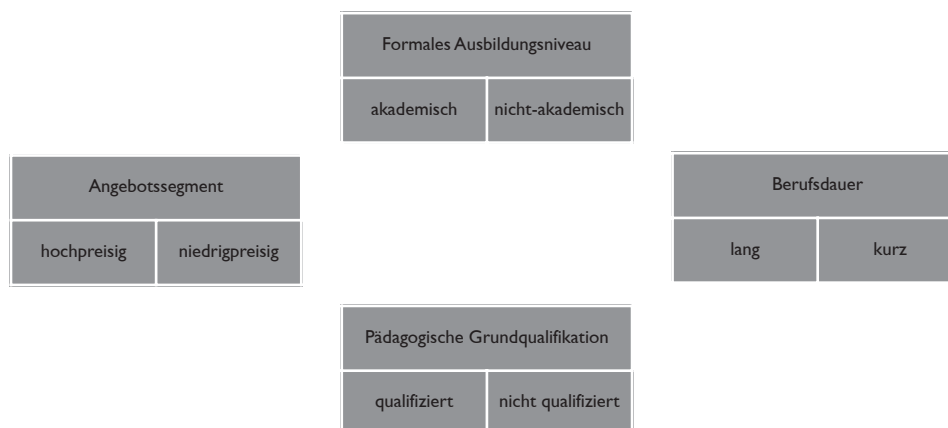 Formales Ausbildungsniveau
akademisch nicht-akademisch
Angebotssegment
hochpreisig niedrigpreisig
Berufsdauer
lang kurz
Pädagogische Grundqualifikation
qualifiziert nicht qualifiziert